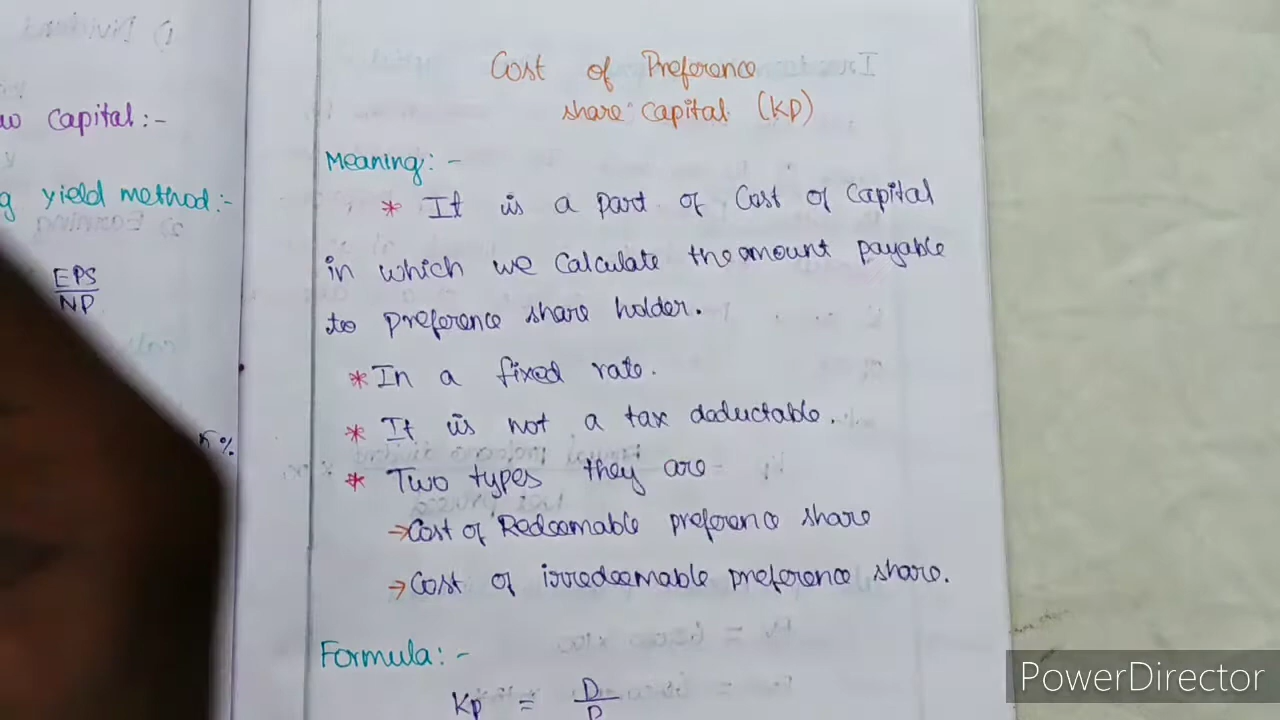 w capital:-
g yield method:-
EPS
NP
%
Cost of Preference
share capital (KP)
Meaning:-
* It is a part of Cost of Capital
in which we calculate the amount payable
to preference share holder.
* In a fixed rate.
* It is not a tax deductable.
* Two types they are
→Cost of Redeemable preference share
→ Cost of irredeemable preference share.
Formula:-
Kp = D
P
PowerDirector